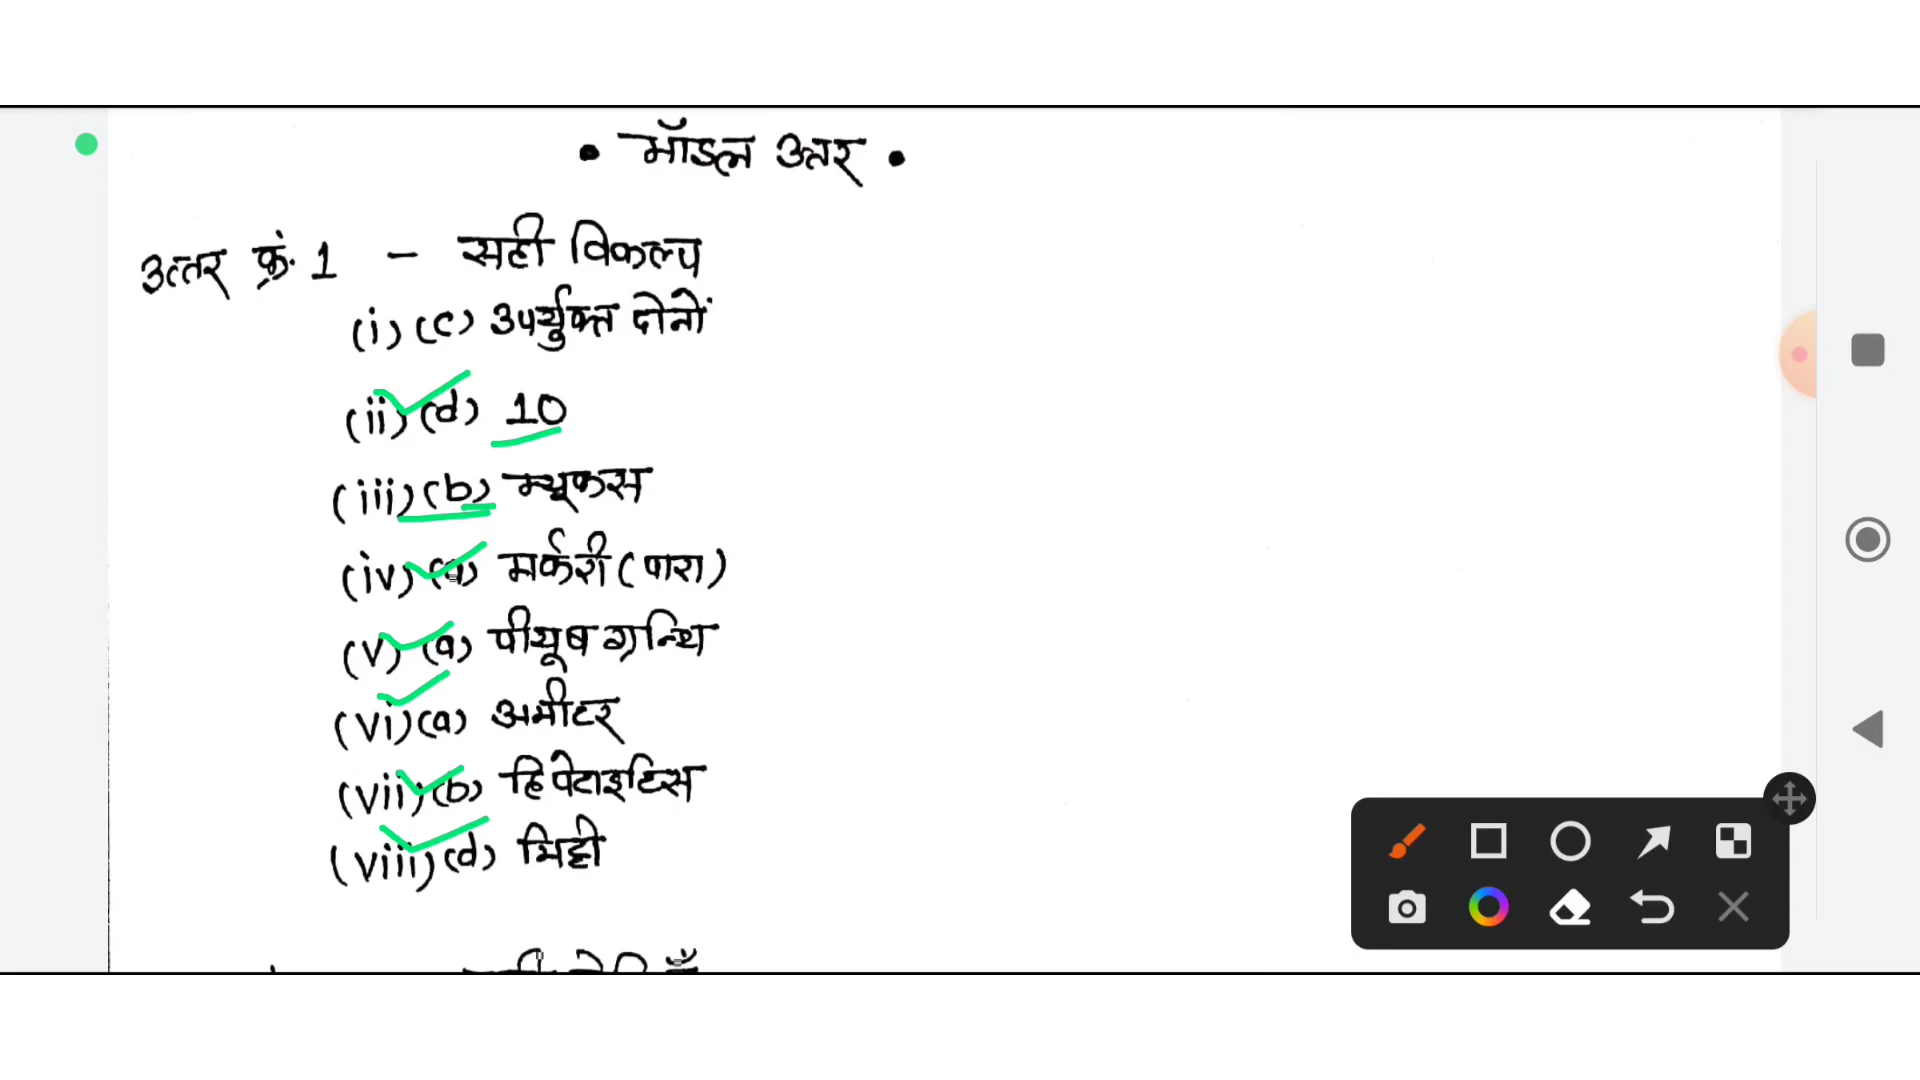 • मॉडल उत्तर •
उत्तर क्रं. 1 - सही विकल्प
(i) (c) उपर्युक्त दोनों
(ii) (d) 10
(iii) (b) म्यूकस
(iv) (a) मर्करी (पारा)
(v) (a) पीयूष ग्रन्थि
(vi) (a) अमीटर
(vii) (b) हिपेटाइटिस
(viii) (d) मिट्टी